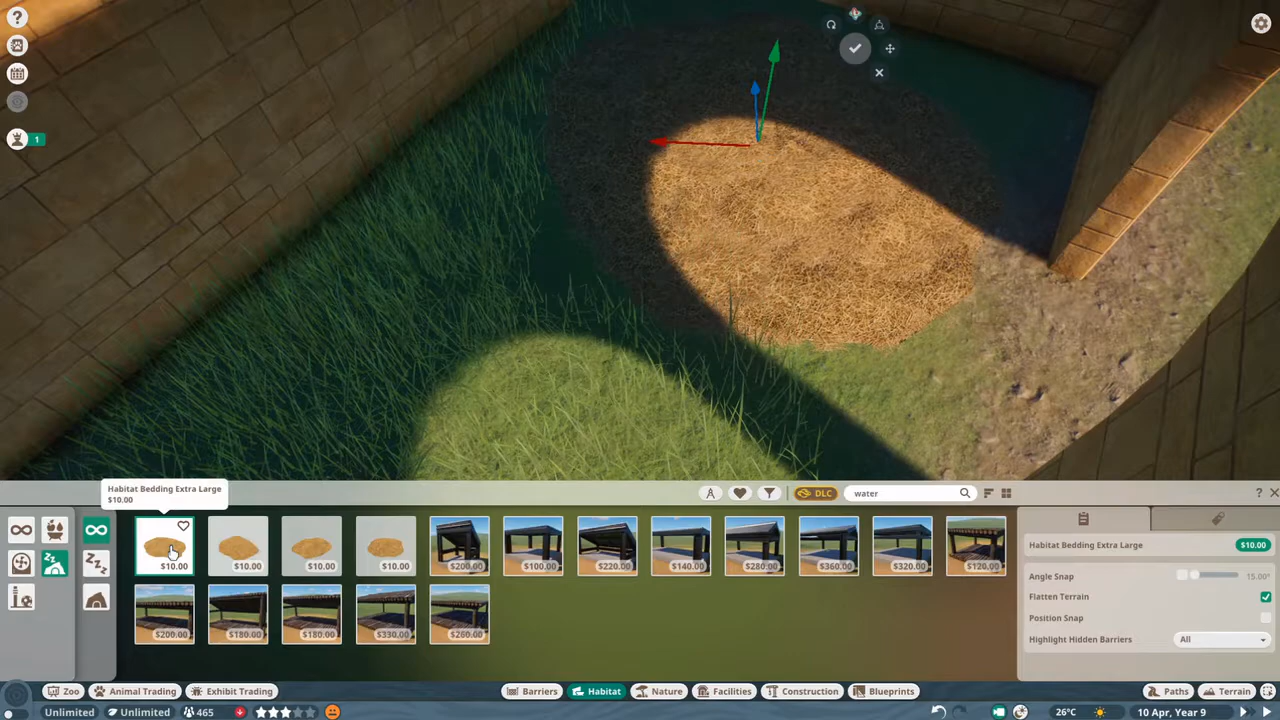 ?
1
Habitat Bedding Extra Large
$10.00
DLC
water
? ×
$10.00
$10.00
$10.00
$10.00
$200.00
$100.00
$220.00
$140.00
$280.00
$360.00
$320.00
$120.00
$200.00
$180.00
$180.00
$330.00
$260.00
Habitat Bedding Extra Large
$10.00
Angle Snap
15.00°
Flatten Terrain
Position Snap
Highlight Hidden Barriers
All
Zoo
Animal Trading
Exhibit Trading
Barriers
Habitat
Nature
Facilities
Construction
Blueprints
Paths
Terrain
Unlimited
Unlimited
465
26°C
10 Apr, Year 9